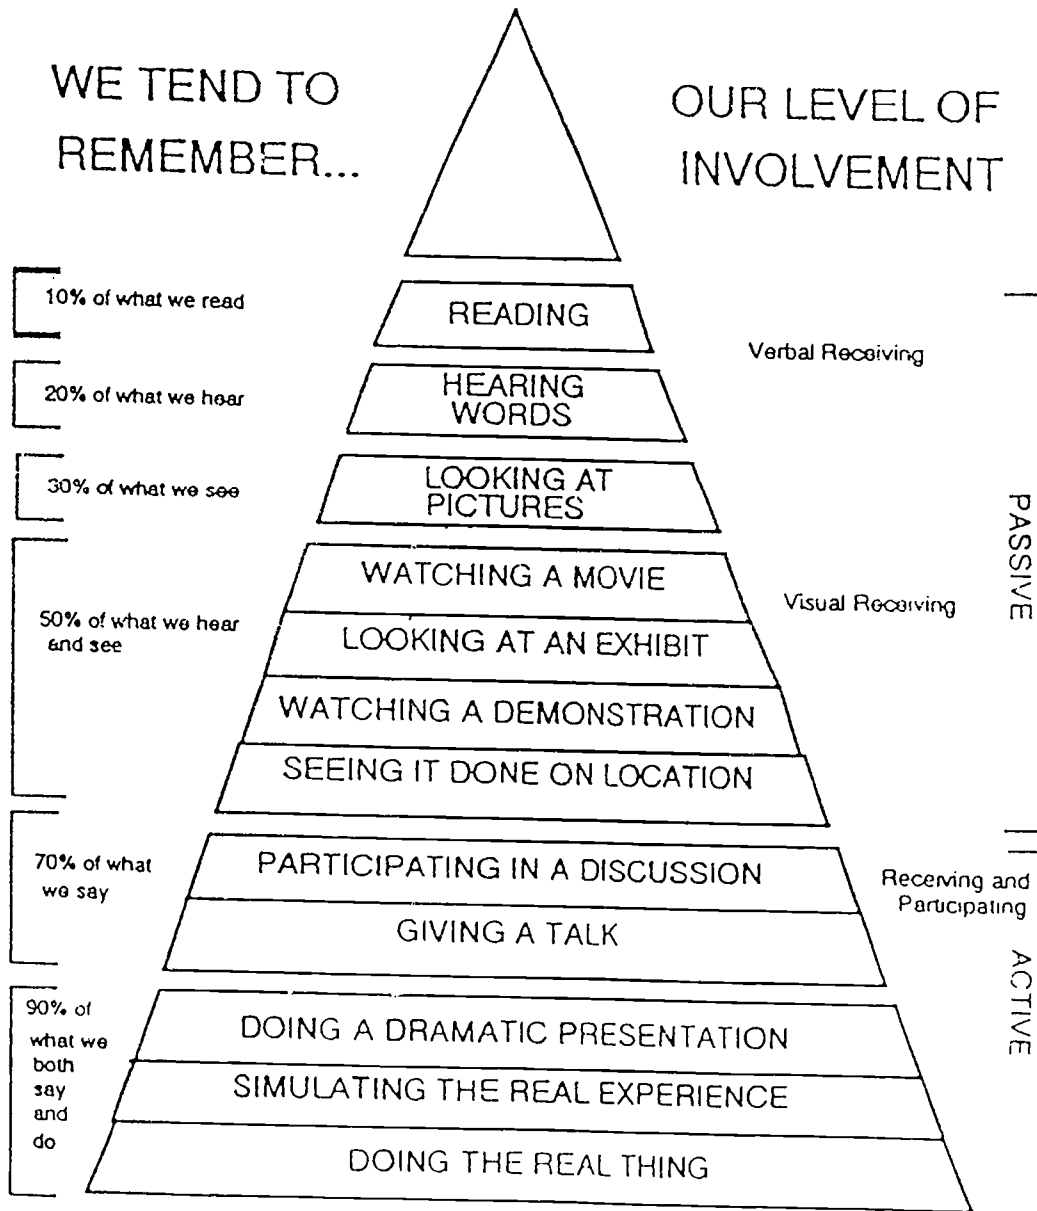 WE TEND TO
REMEMBER...
OUR LEVEL OF
INVOLVEMENT
10% of what we read
READING
Verbal Receiving
20% of what we hear
HEARING
WORDS
30% of what we see
LOOKING AT
PICTURES
PASSIVE
50% of what we hear
and see
WATCHING A MOVIE
Visual Receiving
LOOKING AT AN EXHIBIT
WATCHING A DEMONSTRATION
SEEING IT DONE ON LOCATION
70% of what
we say
PARTICIPATING IN A DISCUSSION
Receiving and
Participating
GIVING A TALK
ACTIVE
90% of
what we
both
say
and
do
DOING A DRAMATIC PRESENTATION
SIMULATING THE REAL EXPERIENCE
DOING THE REAL THING